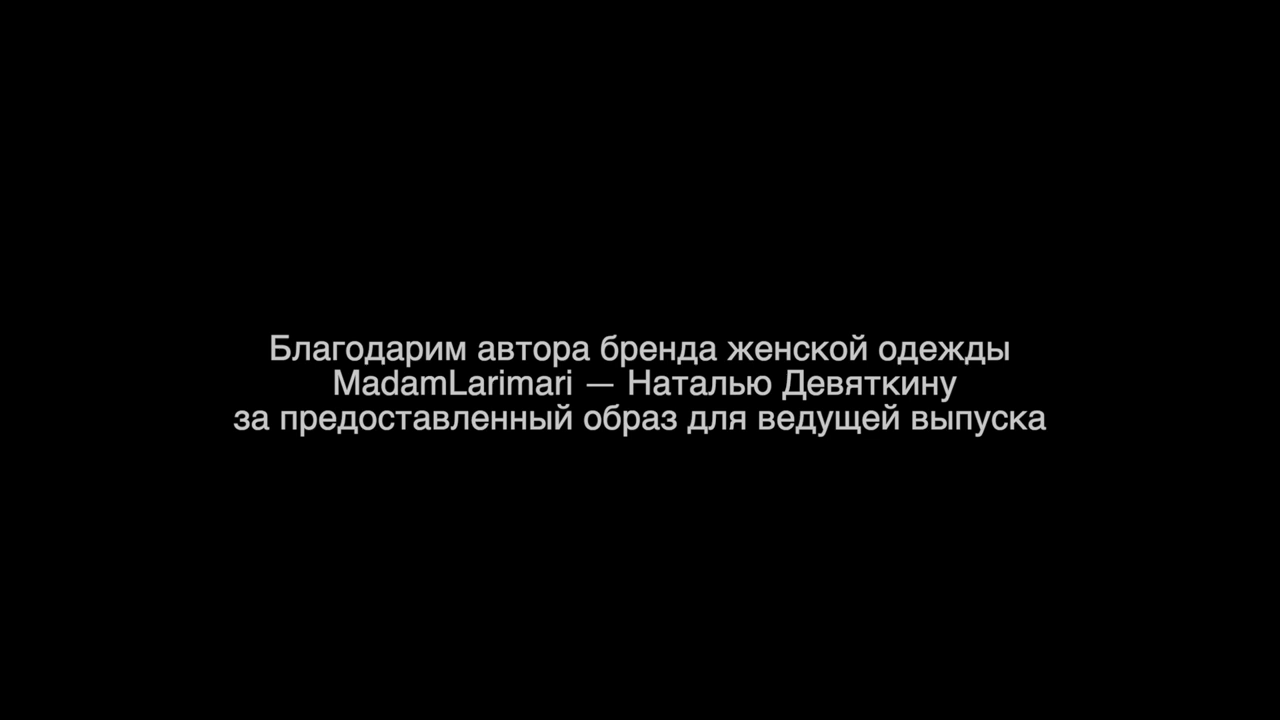 Благодарим автора бренда женской одежды
MadamLarimari — Наталью Девяткину
за предоставленный образ для ведущей выпуска